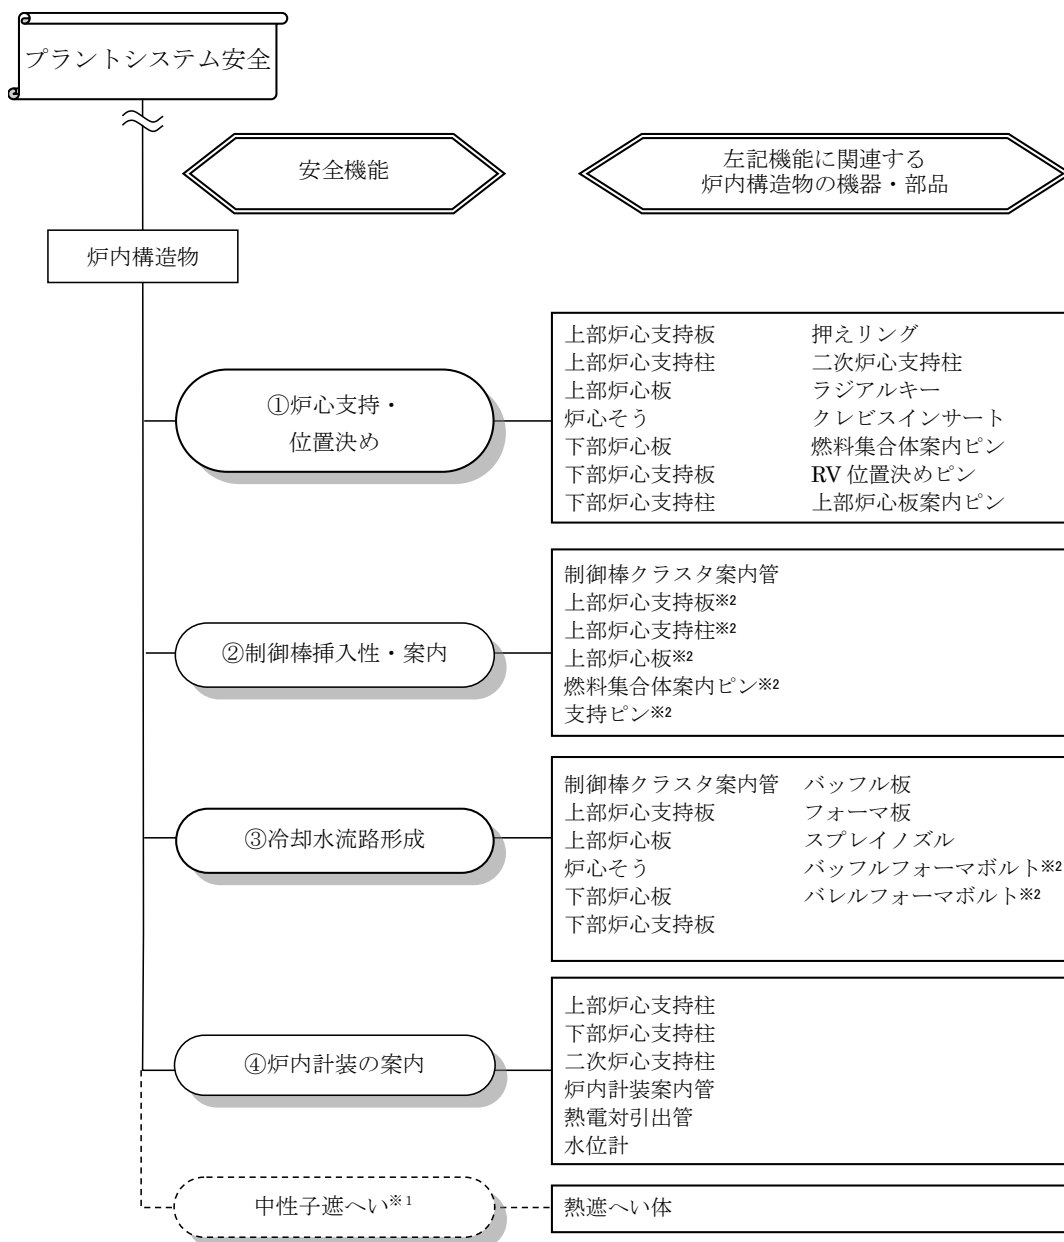 プラントシステム安全
安全機能
左記機能に関連する
炉内構造物の機器・部品
炉内構造物
①炉心支持・
位置決め
上部炉心支持板 押えリング
上部炉心支持柱 二次炉心支持柱
上部炉心板 ラジアルキー
炉心そう クレビスインサート
下部炉心板 燃料集合体案内ピン
下部炉心支持板 RV 位置決めピン
下部炉心支持柱 上部炉心板案内ピン
②制御棒挿入性・案内
制御棒クラスタ案内管
上部炉心支持板※2
上部炉心支持柱※2
上部炉心板※2
燃料集合体案内ピン※2
支持ピン※2
③冷却水流路形成
制御棒クラスタ案内管 バッフル板
上部炉心支持板 フォーマ板
上部炉心板 スプレイノズル
炉心そう バッフルフォーマボルト※2
下部炉心板 バレルフォーマボルト※2
下部炉心支持板
④炉内計装の案内
上部炉心支持柱
下部炉心支持柱
二次炉心支持柱
炉内計装案内管
熱電対引出管
水位計
中性子遮へい※1
熱遮へい体